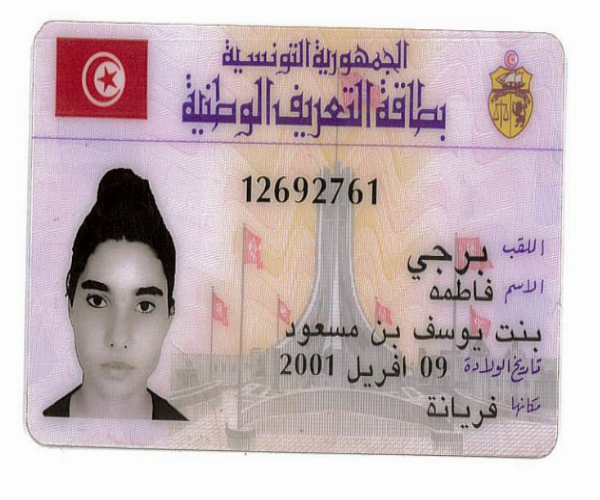 الجمهورية التونسية
بطاقة التعريف الوطنية
12692761
اللقب برجي
الاسم فاطمه
بنت يوسف بن مسعود
تاريخ الولادة 09 افريل 2001
مكانها فريانة